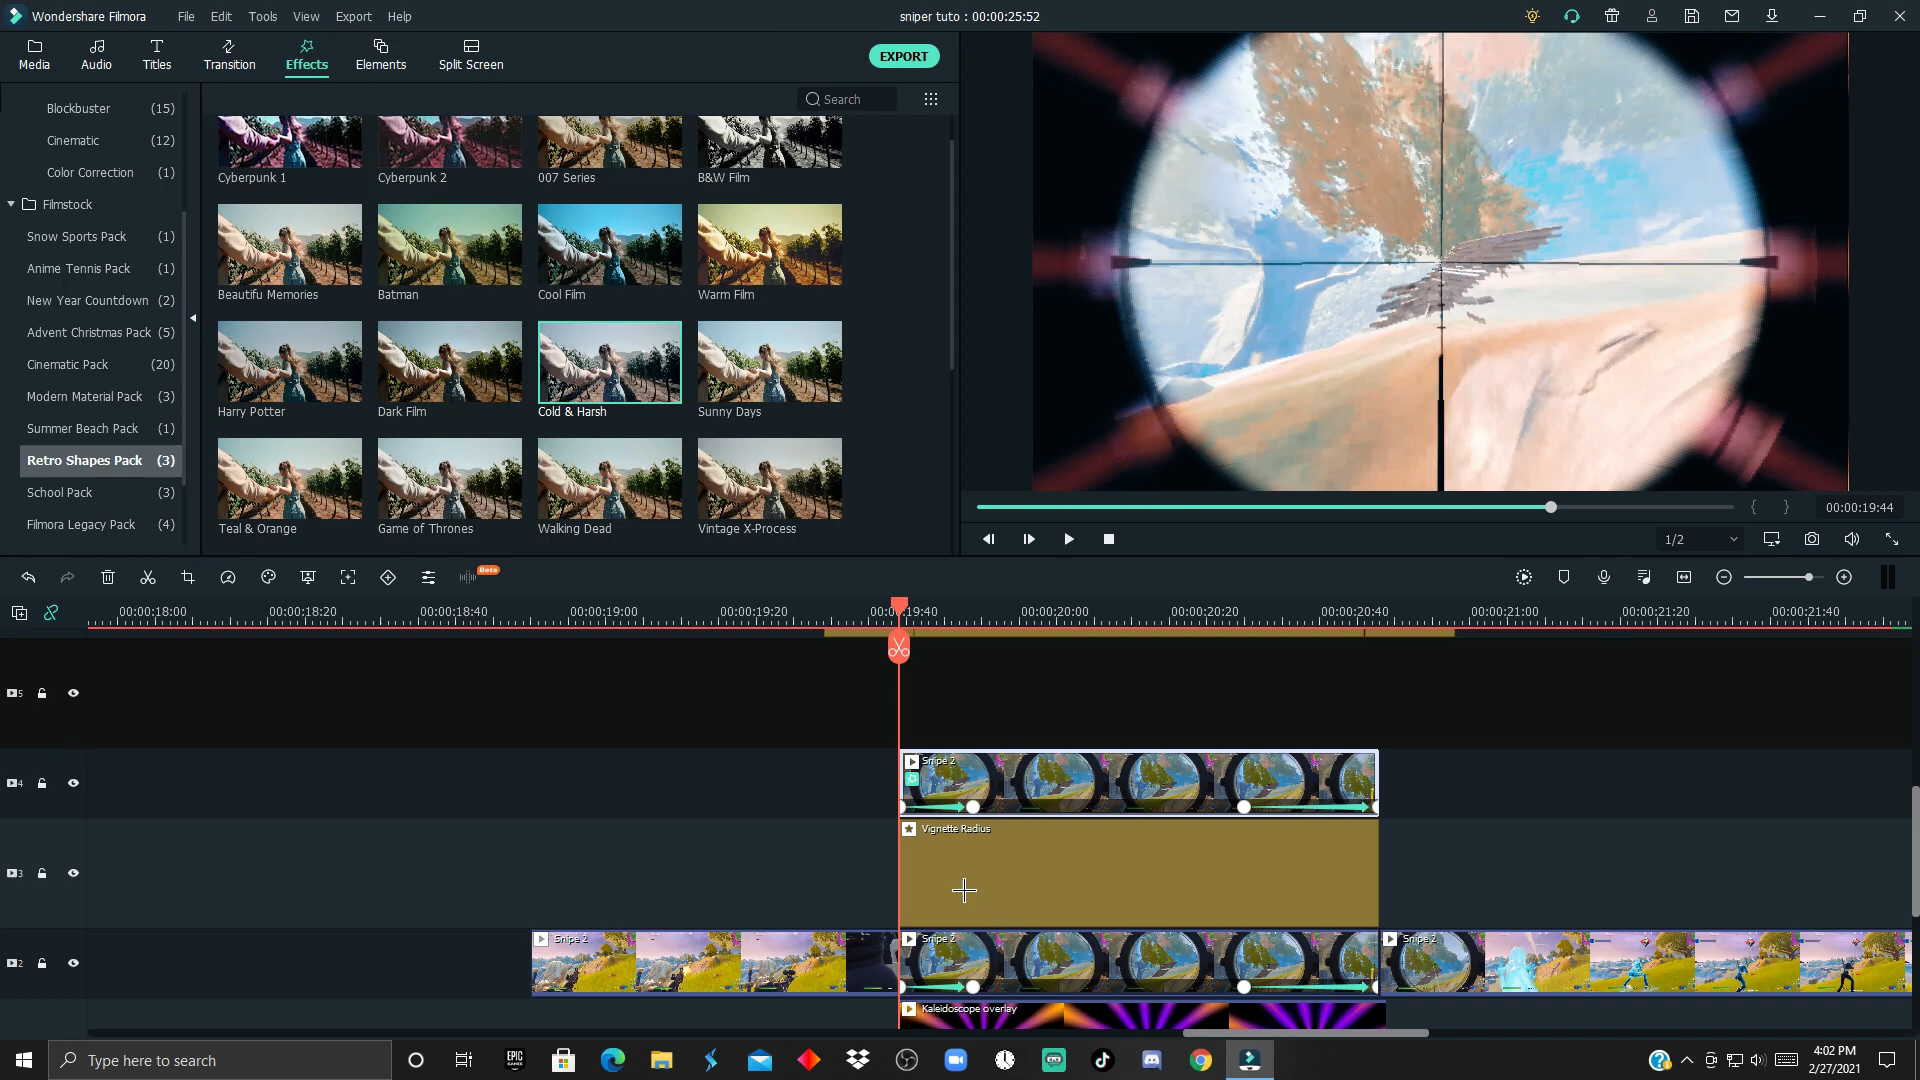 Wondershare Filmora File Edit Tools View Export Help sniper tuto : 00:00:25:52
Media Audio Titles Transition Effects Elements Split Screen EXPORT
Search
Blockbuster (15)
Cinematic (12)
Color Correction (1)
Filmstock
Snow Sports Pack (1)
Anime Tennis Pack (1)
New Year Countdown (2)
Advent Christmas Pack (5)
Cinematic Pack (20)
Modern Material Pack (3)
Summer Beach Pack (1)
Retro Shapes Pack (3)
School Pack (3)
Filmora Legacy Pack (4)
Cyberpunk 1 Cyberpunk 2 007 Series B&W Film
Beautifu Memories Batman Cool Film Warm Film
Harry Potter Dark Film Cold & Harsh Sunny Days
Teal & Orange Game of Thrones Walking Dead Vintage X-Process
{ } 00:00:19:44
1/2
Beta
00:00:18:00 00:00:18:20 00:00:18:40 00:00:19:00 00:00:19:20 00:00:19:40 00:00:20:00 00:00:20:20 00:00:20:40 00:00:21:00 00:00:21:20 00:00:21:40
5
4 Snipe 2
Vignette Radius
3
2 Snipe 2 Snipe 2 Snipe 2
Kaleidoscope overlay
Type here to search
EPIC GAMES
4:02 PM
2/27/2021